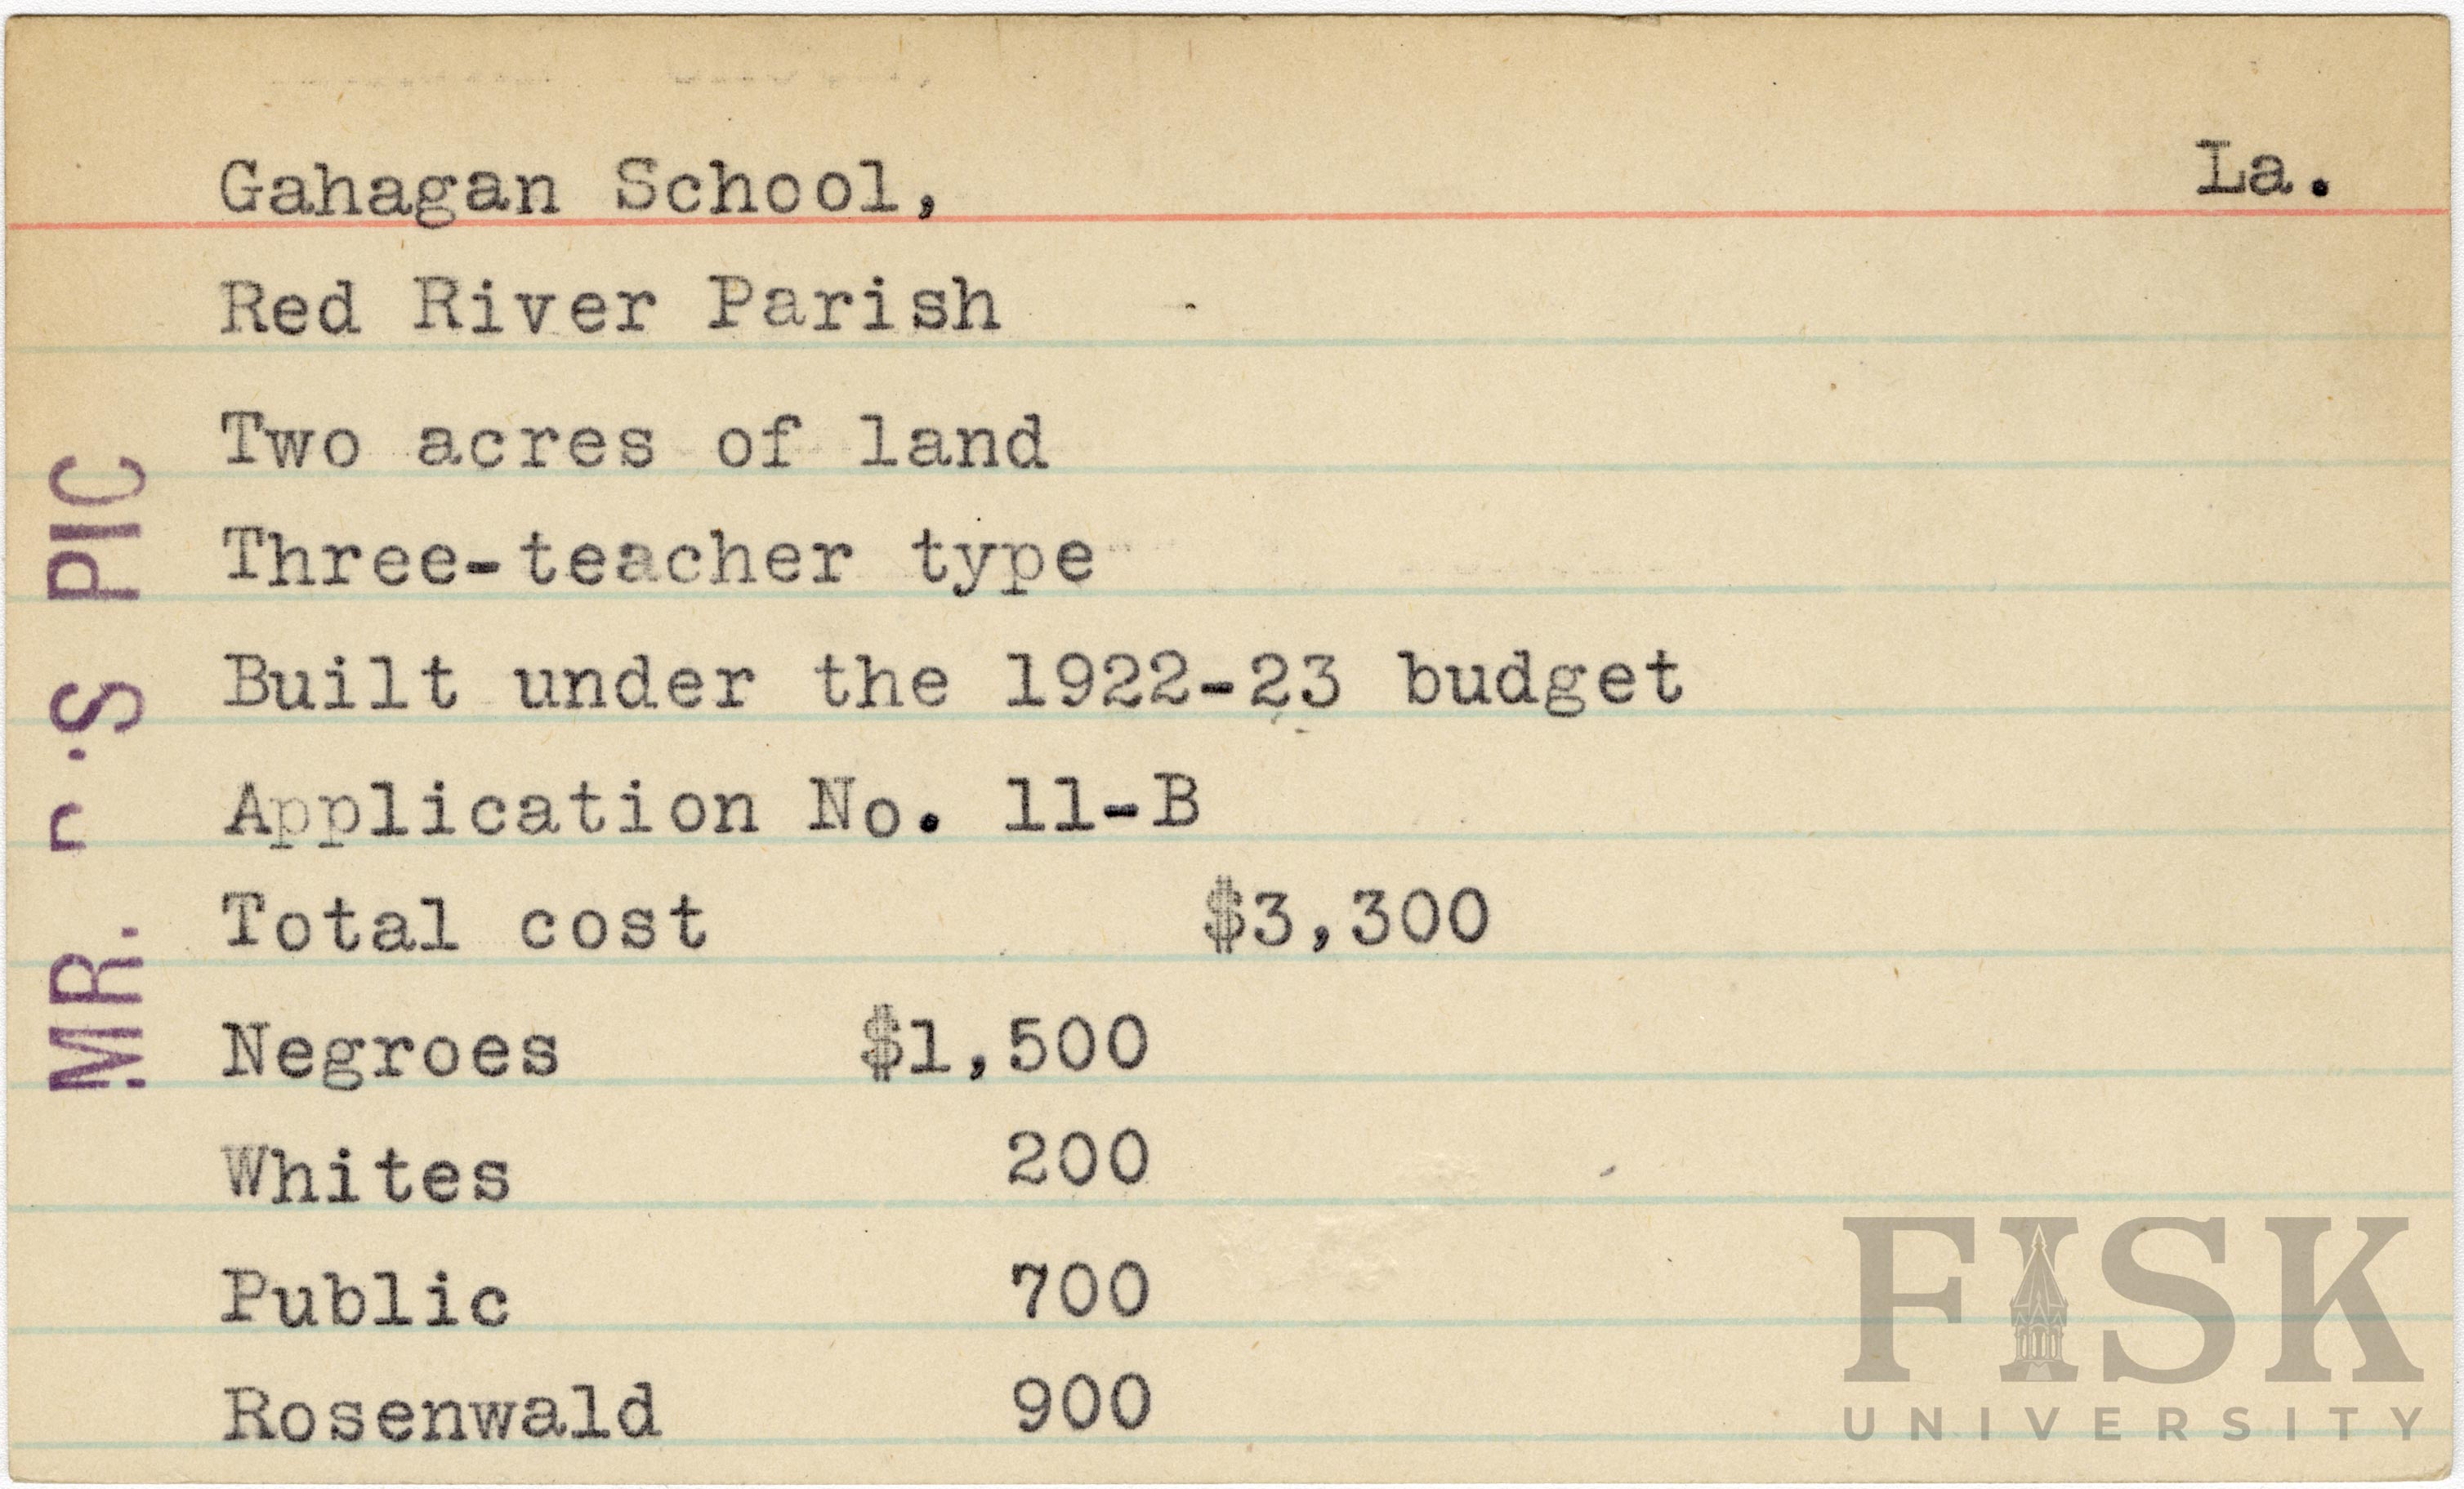 Gahagan School, La.
Red River Parish
Two acres of land
Three-teacher type
Built under the 1922-23 budget
Application No. 11-B
Total cost $3,300
Negroes $1,500
Whites 200
Public 700
Rosenwald 900
MR. S PIC
FISK
UNIVERSITY